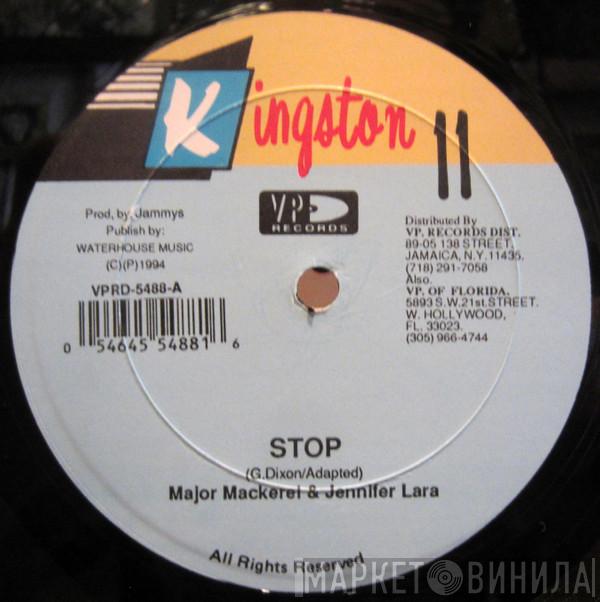 Kingston 11
VP
RECORDS
Prod, by Jammys
Publish by:
WATERHOUSE MUSIC
(C)(P)1994
VPRD-5488-A
0 54645 54881 6
Distributed By
VP. RECORDS DIST.
89-05 138 STREET.
JAMAICA, N.Y.11435.
(718) 291-7058
Also.
VP. OF FLORIDA.
5893 S.W.21st.STREET.
W. HOLLYWOOD,
FL. 33023.
(305) 966-4744
STOP
(G.Dixon/Adapted)
Major Mackerel & Jennifer Lara
All Rights Reserved
МАРКЕТ ВИНИЛА